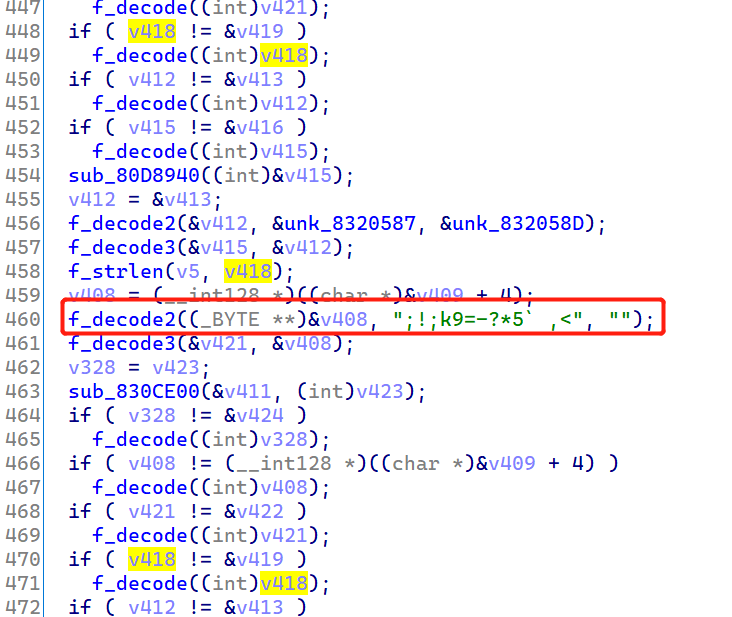 447 f_decode((int)v421);
448 if ( v418 != &v419 )
449 f_decode((int)v418);
450 if ( v412 != &v413 )
451 f_decode((int)v412);
452 if ( v415 != &v416 )
453 f_decode((int)v415);
454 sub_80D8940((int)&v415);
455 v412 = &v413;
456 f_decode2(&v412, &unk_8320587, &unk_832058D);
457 f_decode3(&v415, &v412);
458 f_strlen(v5, v418);
459 v408 = (__int128 *)((char *)&v409 + 4);
460 f_decode2((_BYTE **)&v408, ";!;k9=-?*5` ,<", "");
461 f_decode3(&v421, &v408);
462 v328 = v423;
463 sub_830CE00(&v411, (int)v423);
464 if ( v328 != &v424 )
465 f_decode((int)v328);
466 if ( v408 != (__int128 *)((char *)&v409 + 4) )
467 f_decode((int)v408);
468 if ( v421 != &v422 )
469 f_decode((int)v421);
470 if ( v418 != &v419 )
471 f_decode((int)v418);
472 if ( v412 != &v413 )